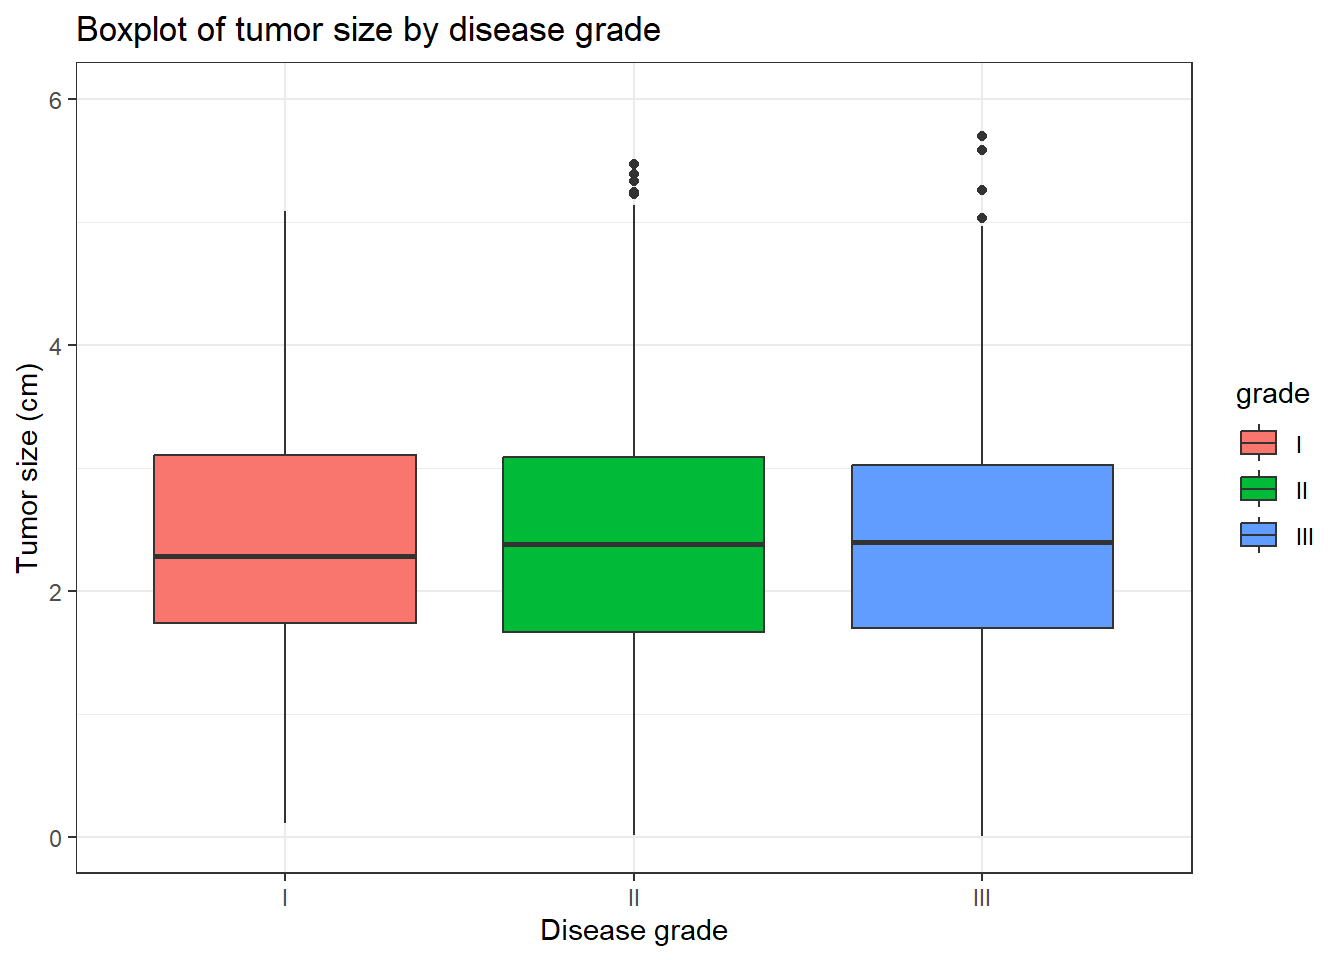 Boxplot of tumor size by disease grade
6
4
2
0
Tumor size (cm)
I
II
III
Disease grade
grade
I
II
III